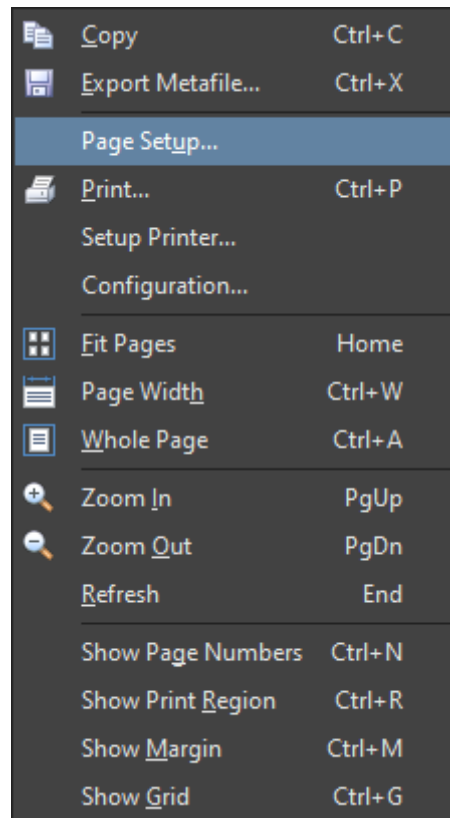 Copy Ctrl+C
Export Metafile... Ctrl+X
Page Setup...
Print... Ctrl+P
Setup Printer...
Configuration...
Fit Pages Home
Page Width Ctrl+W
Whole Page Ctrl+A
Zoom In PgUp
Zoom Out PgDn
Refresh End
Show Page Numbers Ctrl+N
Show Print Region Ctrl+R
Show Margin Ctrl+M
Show Grid Ctrl+G